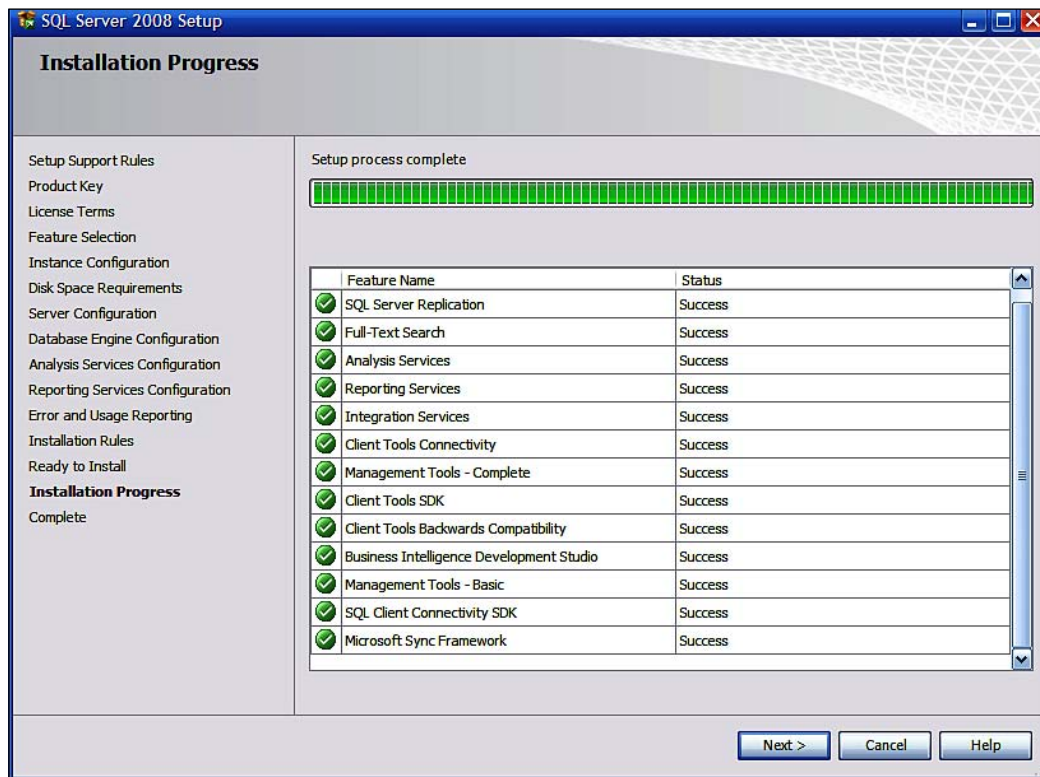 SQL Server 2008 Setup
Installation Progress
Setup Support Rules
Product Key
License Terms
Feature Selection
Instance Configuration
Disk Space Requirements
Server Configuration
Database Engine Configuration
Analysis Services Configuration
Reporting Services Configuration
Error and Usage Reporting
Installation Rules
Ready to Install
Installation Progress
Complete
Setup process complete
Feature Name Status
SQL Server Replication Success
Full-Text Search Success
Analysis Services Success
Reporting Services Success
Integration Services Success
Client Tools Connectivity Success
Management Tools - Complete Success
Client Tools SDK Success
Client Tools Backwards Compatibility Success
Business Intelligence Development Studio Success
Management Tools - Basic Success
SQL Client Connectivity SDK Success
Microsoft Sync Framework Success
Next > Cancel Help